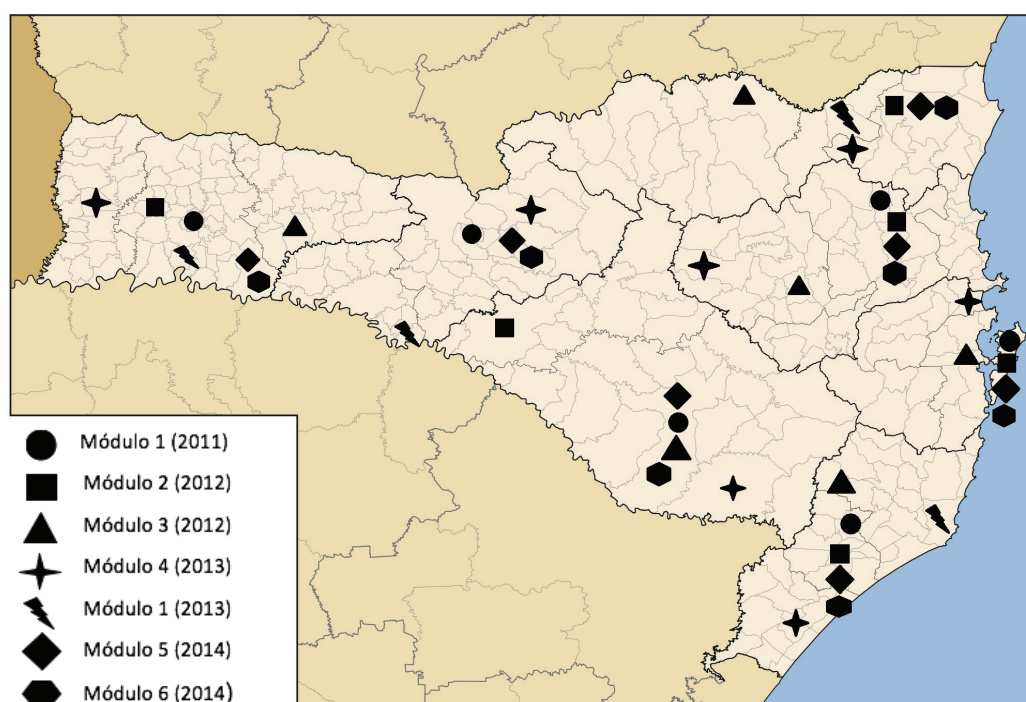 Módulo 1 (2011)
Módulo 2 (2012)
Módulo 3 (2012)
Módulo 4 (2013)
Módulo 1 (2013)
Módulo 5 (2014)
Módulo 6 (2014)